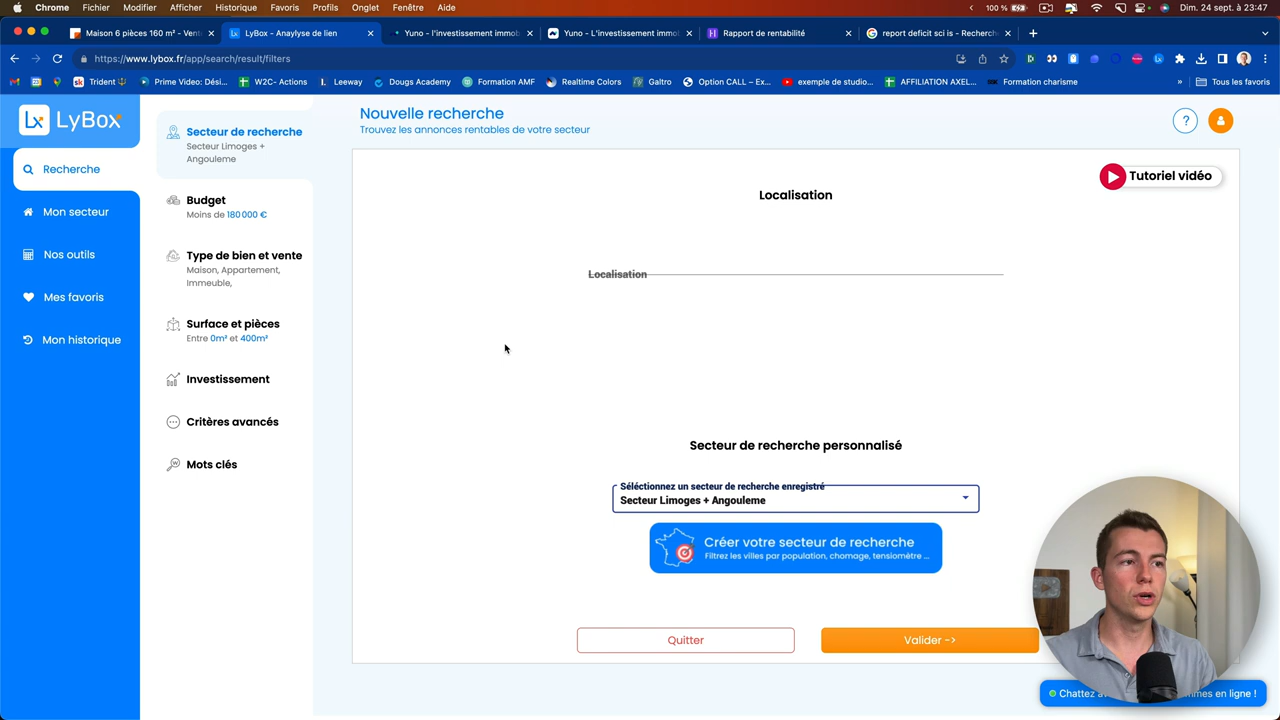 Chrome Fichier Modifier Afficher Historique Favoris Profils Onglet Fenêtre Aide 100 % Dim. 24 sept. à 23:47
Maison 6 pièces 160 m² - Vent LyBox - Anaylyse de lien Yuno - l'investissement immob Yuno - L'investissement immob Rapport de rentabilité report deficit sci is - Recherch
https://www.lybox.fr/app/search/result/filters
W2C- Actions Trident Prime Video: Dési... Leeway Dougs Academy Formation AMF Realtime Colors Galtro Option CALL – Ex... exemple de studio... AFFILIATION AXEL... Formation charisme » Tous les favoris
Lx LyBox
Recherche
Mon secteur
Nos outils
Mes favoris
Mon historique
Secteur de recherche
Secteur Limoges +
Angouleme
Budget
Moins de 180 000 €
Type de bien et vente
Maison, Appartement,
Immeuble,
Surface et pièces
Entre 0m² et 400m²
Investissement
Critères avancés
Mots clés
Nouvelle recherche
Trouvez les annonces rentables de votre secteur
?
Tutoriel vidéo
Localisation
Localisation
Secteur de recherche personnalisé
Séléctionnez un secteur de recherche enregistré
Secteur Limoges + Angouleme
Créer votre secteur de recherche
Filtrez les villes par population, chomage, tensiomètre ...
Quitter
Valider ->
Chattez mmes en ligne !